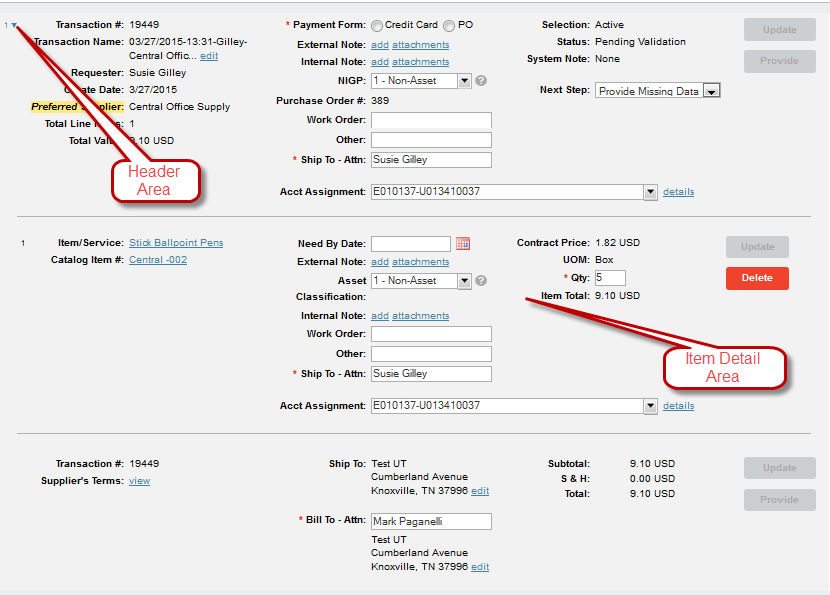 1 Transaction #: 19449
Transaction Name: 03/27/2015-13:31-Gilley-
Central Offic... edit
Requester: Susie Gilley
Date: 3/27/2015
Preferred Supplier: Central Office Supply
Total Line 1
Total 9.10 USD
Header
Area
* Payment Form: Credit Card PO
External Note: add attachments
Internal Note: add attachments
NIGP: 1 - Non-Asset ?
Purchase Order #: 389
Work Order:
Other:
* Ship To - Attn: Susie Gilley
Acct Assignment: E010137-U013410037 details
Selection: Active
Status: Pending Validation
System Note: None
Next Step: Provide Missing Data
Update
Provide
1 Item/Service: Stick Ballpoint Pens
Catalog Item #: Central -002
Need By Date:
External Note: add attachments
Asset 1 - Non-Asset ?
Classification:
Internal Note: add attachments
Work Order:
Other:
* Ship To - Attn: Susie Gilley
Acct Assignment: E010137-U013410037 details
Contract Price: 1.82 USD
UOM: Box
* Qty: 5
Item Total: 9.10 USD
Update
Delete
Item Detail
Area
Transaction #: 19449
Supplier's Terms: view
Ship To: Test UT
Cumberland Avenue
Knoxville, TN 37996 edit
* Bill To - Attn: Mark Paganelli
Test UT
Cumberland Avenue
Knoxville, TN 37996 edit
Subtotal: 9.10 USD
S & H: 0.00 USD
Total: 9.10 USD
Update
Provide